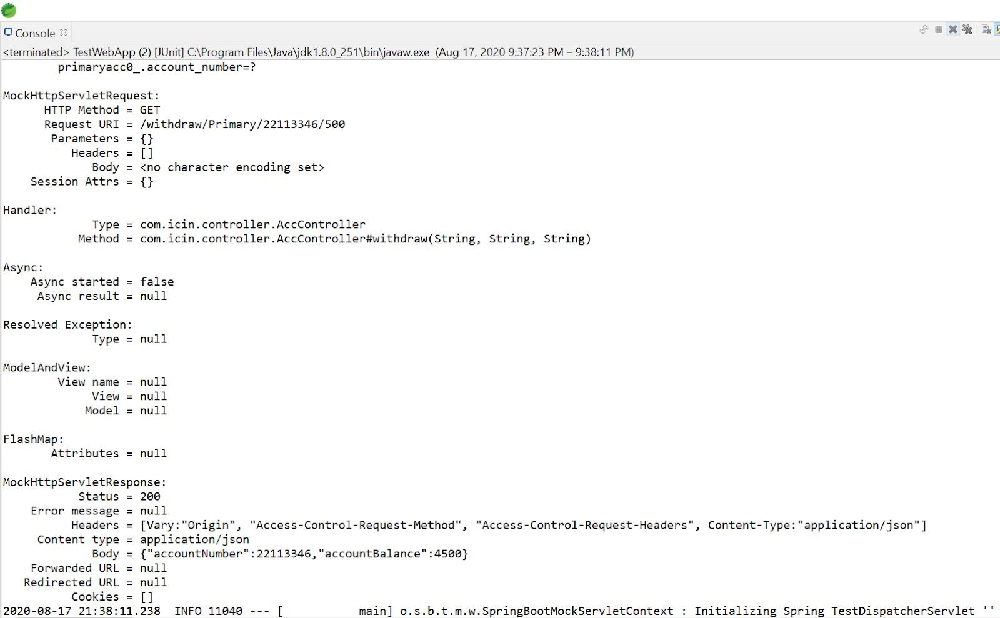 Console
<terminated> TestWebApp (2) [JUnit] C:\Program Files\Java\jdk1.8.0_251\bin\javaw.exe (Aug 17, 2020 9:37:23 PM – 9:38:11 PM)
primaryacc0_.account_number=?
MockHttpServletRequest:
HTTP Method = GET
Request URI = /withdraw/Primary/22113346/500
Parameters = {}
Headers = []
Body = <no character encoding set>
Session Attrs = {}
Handler:
Type = com.icin.controller.AccController
Method = com.icin.controller.AccController#withdraw(String, String, String)
Async:
Async started = false
Async result = null
Resolved Exception:
Type = null
ModelAndView:
View name = null
View = null
Model = null
FlashMap:
Attributes = null
MockHttpServletResponse:
Status = 200
Error message = null
Headers = [Vary:"Origin", "Access-Control-Request-Method", "Access-Control-Request-Headers", Content-Type:"application/json"]
Content type = application/json
Body = {"accountNumber":22113346,"accountBalance":4500}
Forwarded URL = null
Redirected URL = null
Cookies = []
2020-08-17 21:38:11.238  INFO 11040 --- [           main] o.s.b.t.m.w.SpringBootMockServletContext : Initializing Spring TestDispatcherServlet ''